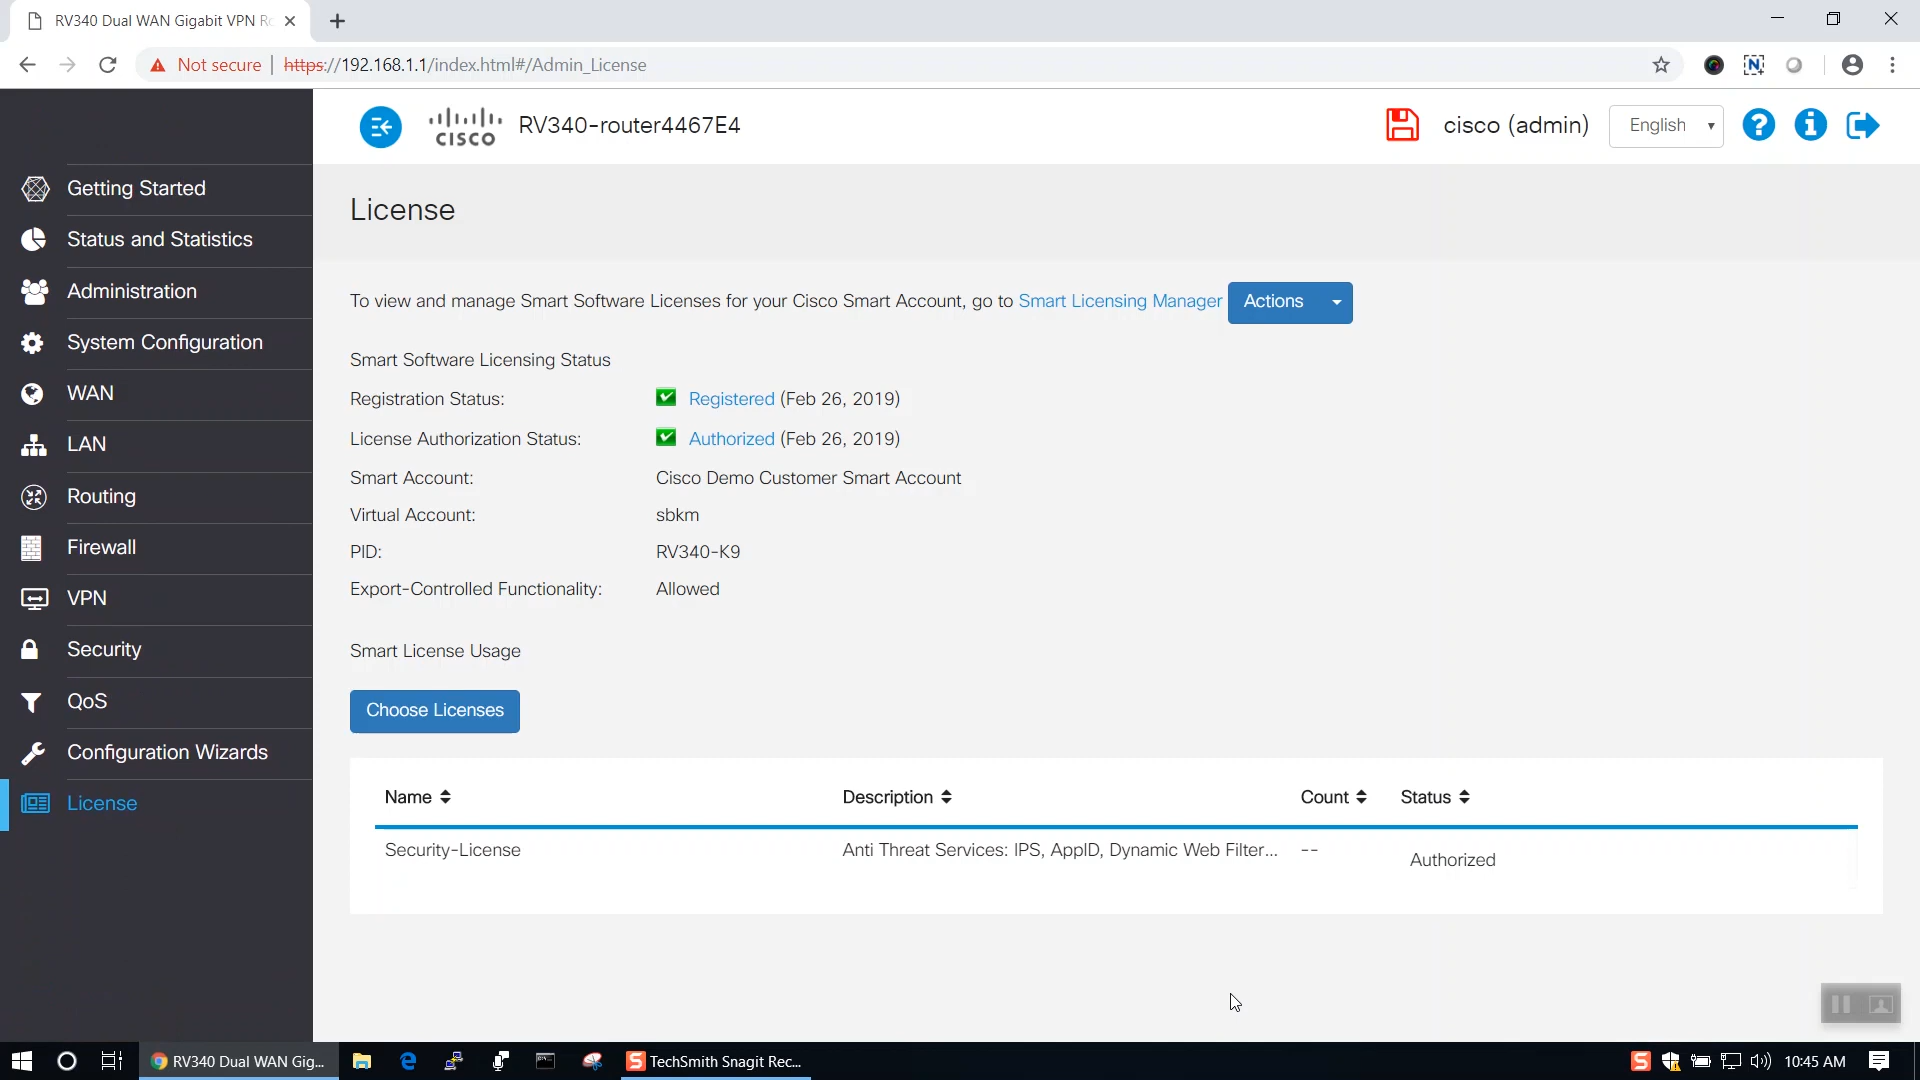 RV340 Dual WAN Gigabit VPN Ro
Not secure | https://192.168.1.1/index.html#/Admin_License
cisco
RV340-router4467E4
cisco (admin)
English
Getting Started
Status and Statistics
Administration
System Configuration
WAN
LAN
Routing
Firewall
VPN
Security
QoS
Configuration Wizards
License
License
To view and manage Smart Software Licenses for your Cisco Smart Account, go to Smart Licensing Manager
Actions
Smart Software Licensing Status
Registration Status: Registered (Feb 26, 2019)
License Authorization Status: Authorized (Feb 26, 2019)
Smart Account: Cisco Demo Customer Smart Account
Virtual Account: sbkm
PID: RV340-K9
Export-Controlled Functionality: Allowed
Smart License Usage
Choose Licenses
Name Description Count Status
Security-License Anti Threat Services: IPS, AppID, Dynamic Web Filter... -- Authorized
RV340 Dual WAN Gig... TechSmith Snagit Rec... 10:45 AM